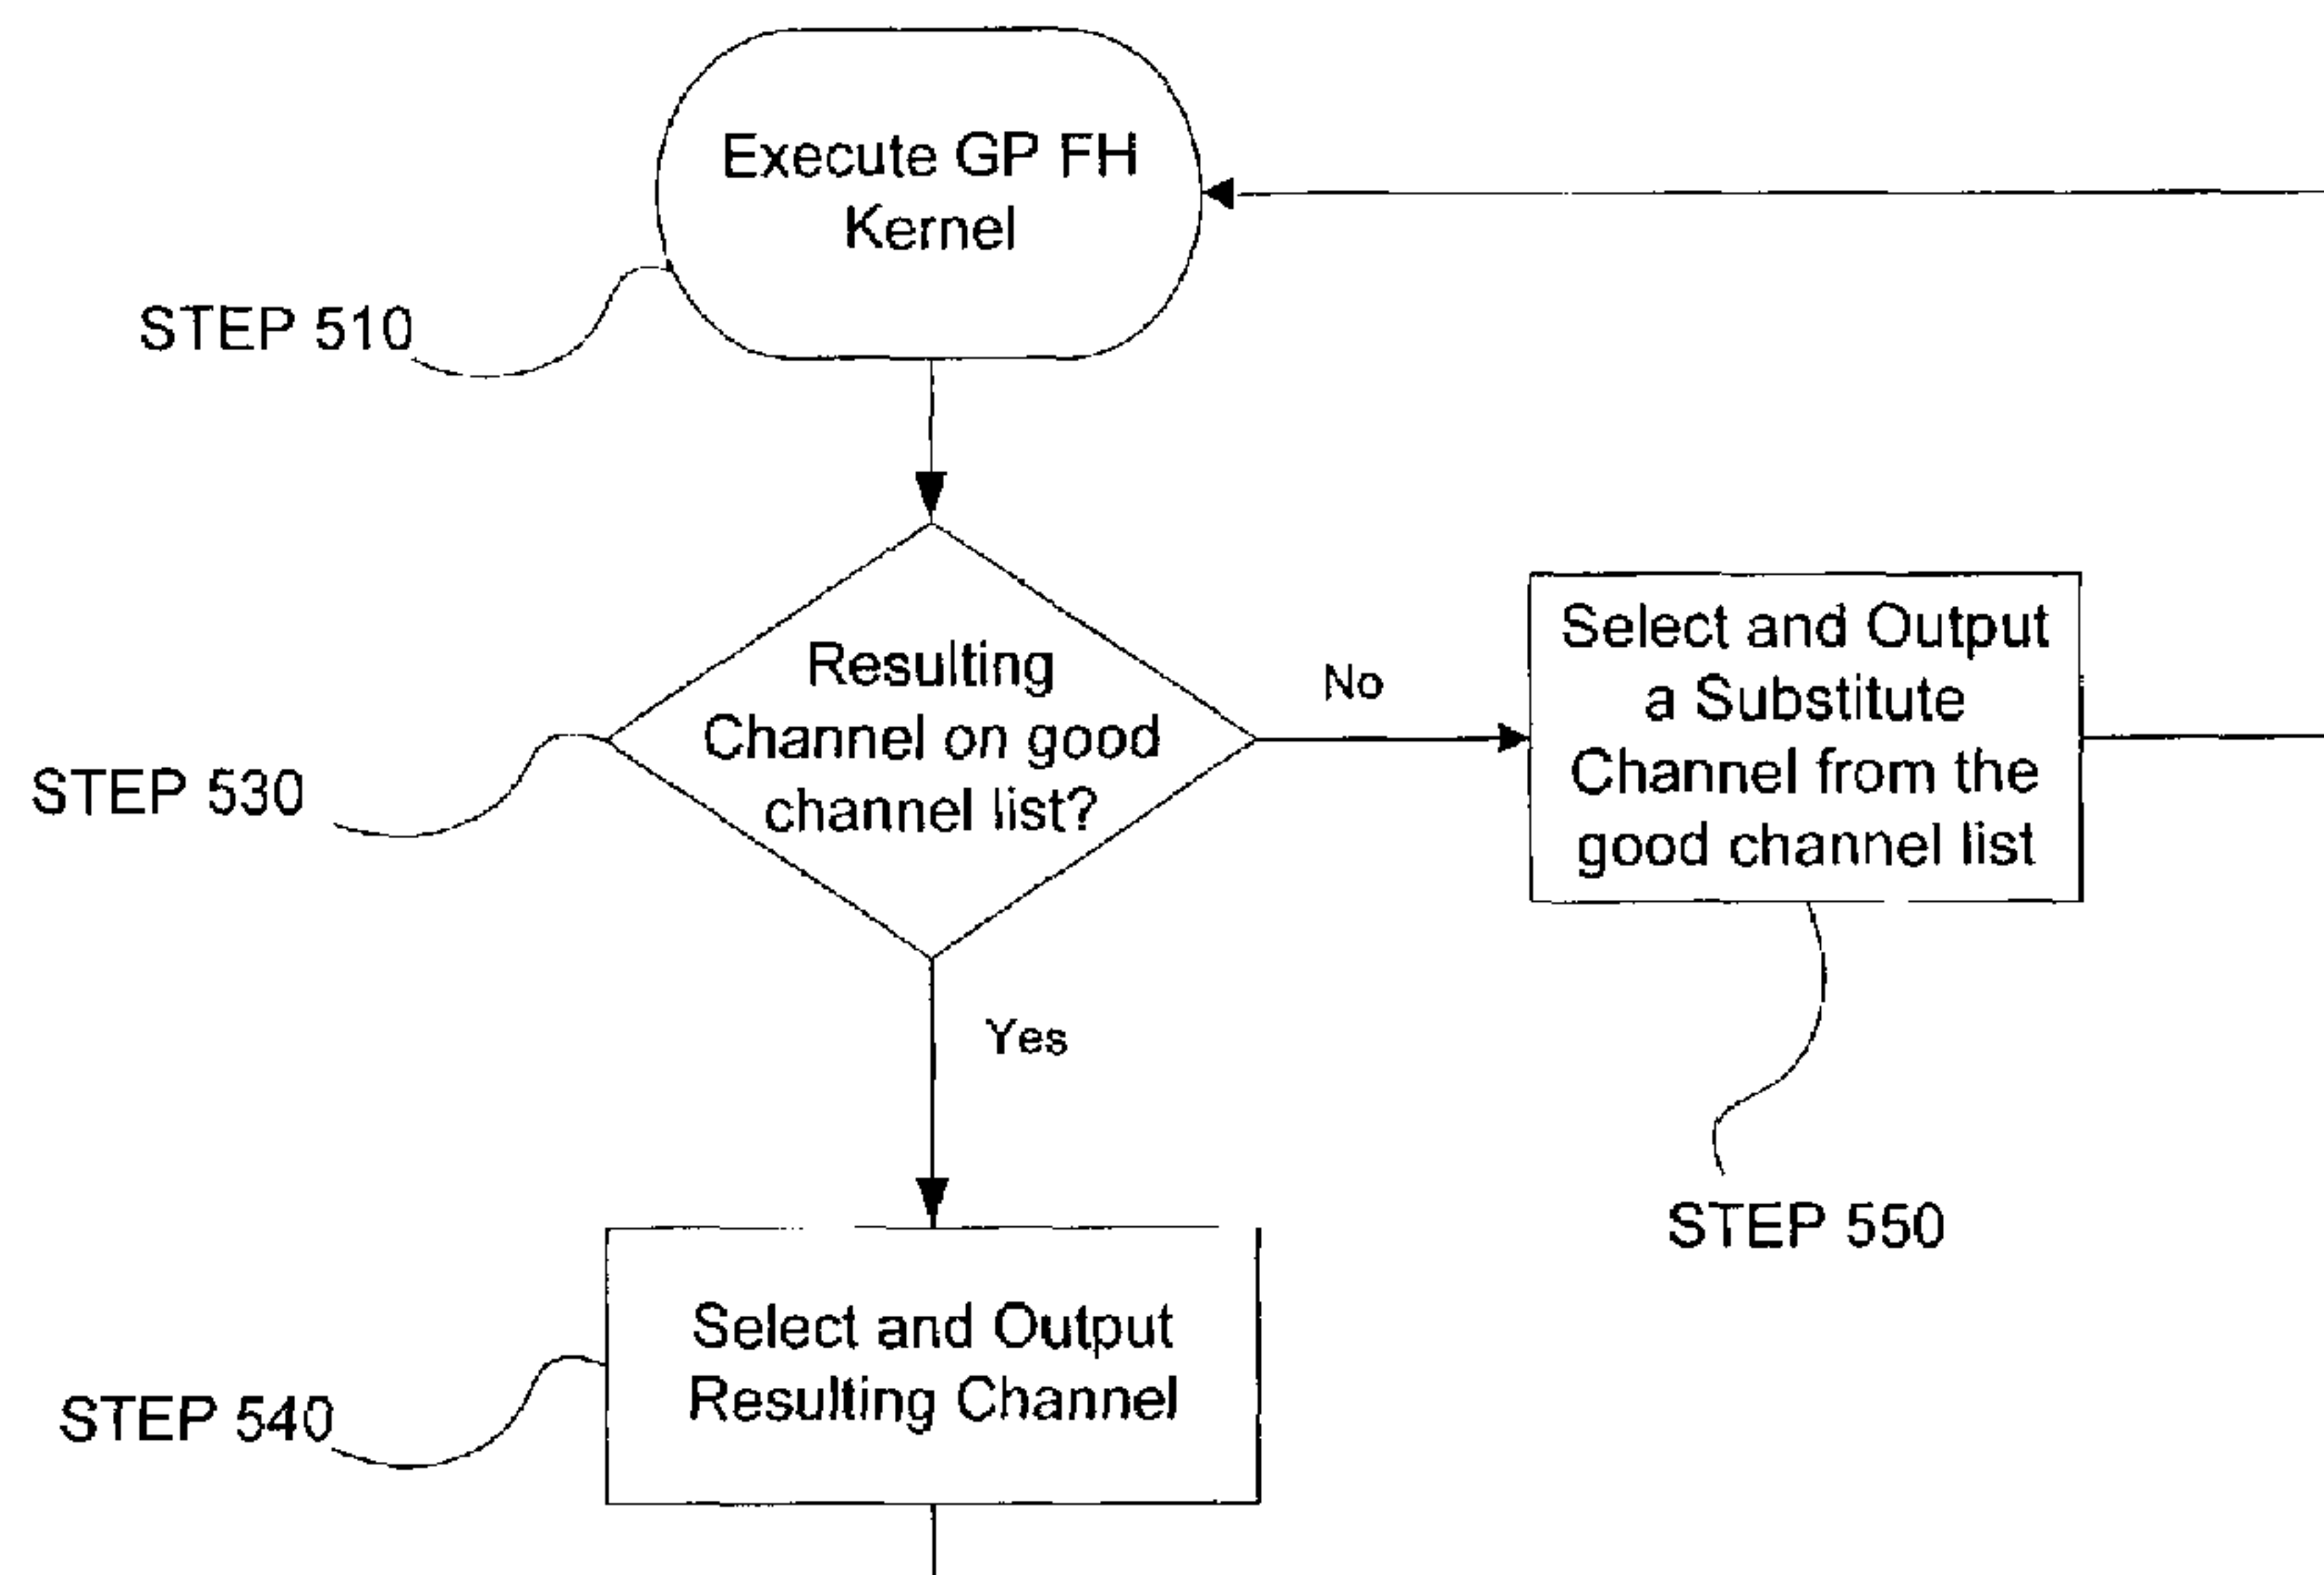 Execute GP FH
Kernel
STEP 510
Resulting
Channel on good
channel list?
STEP 530
No
Select and Output
a Substitute
Channel from the
good channel list
STEP 550
Yes
Select and Output
Resulting Channel
STEP 540